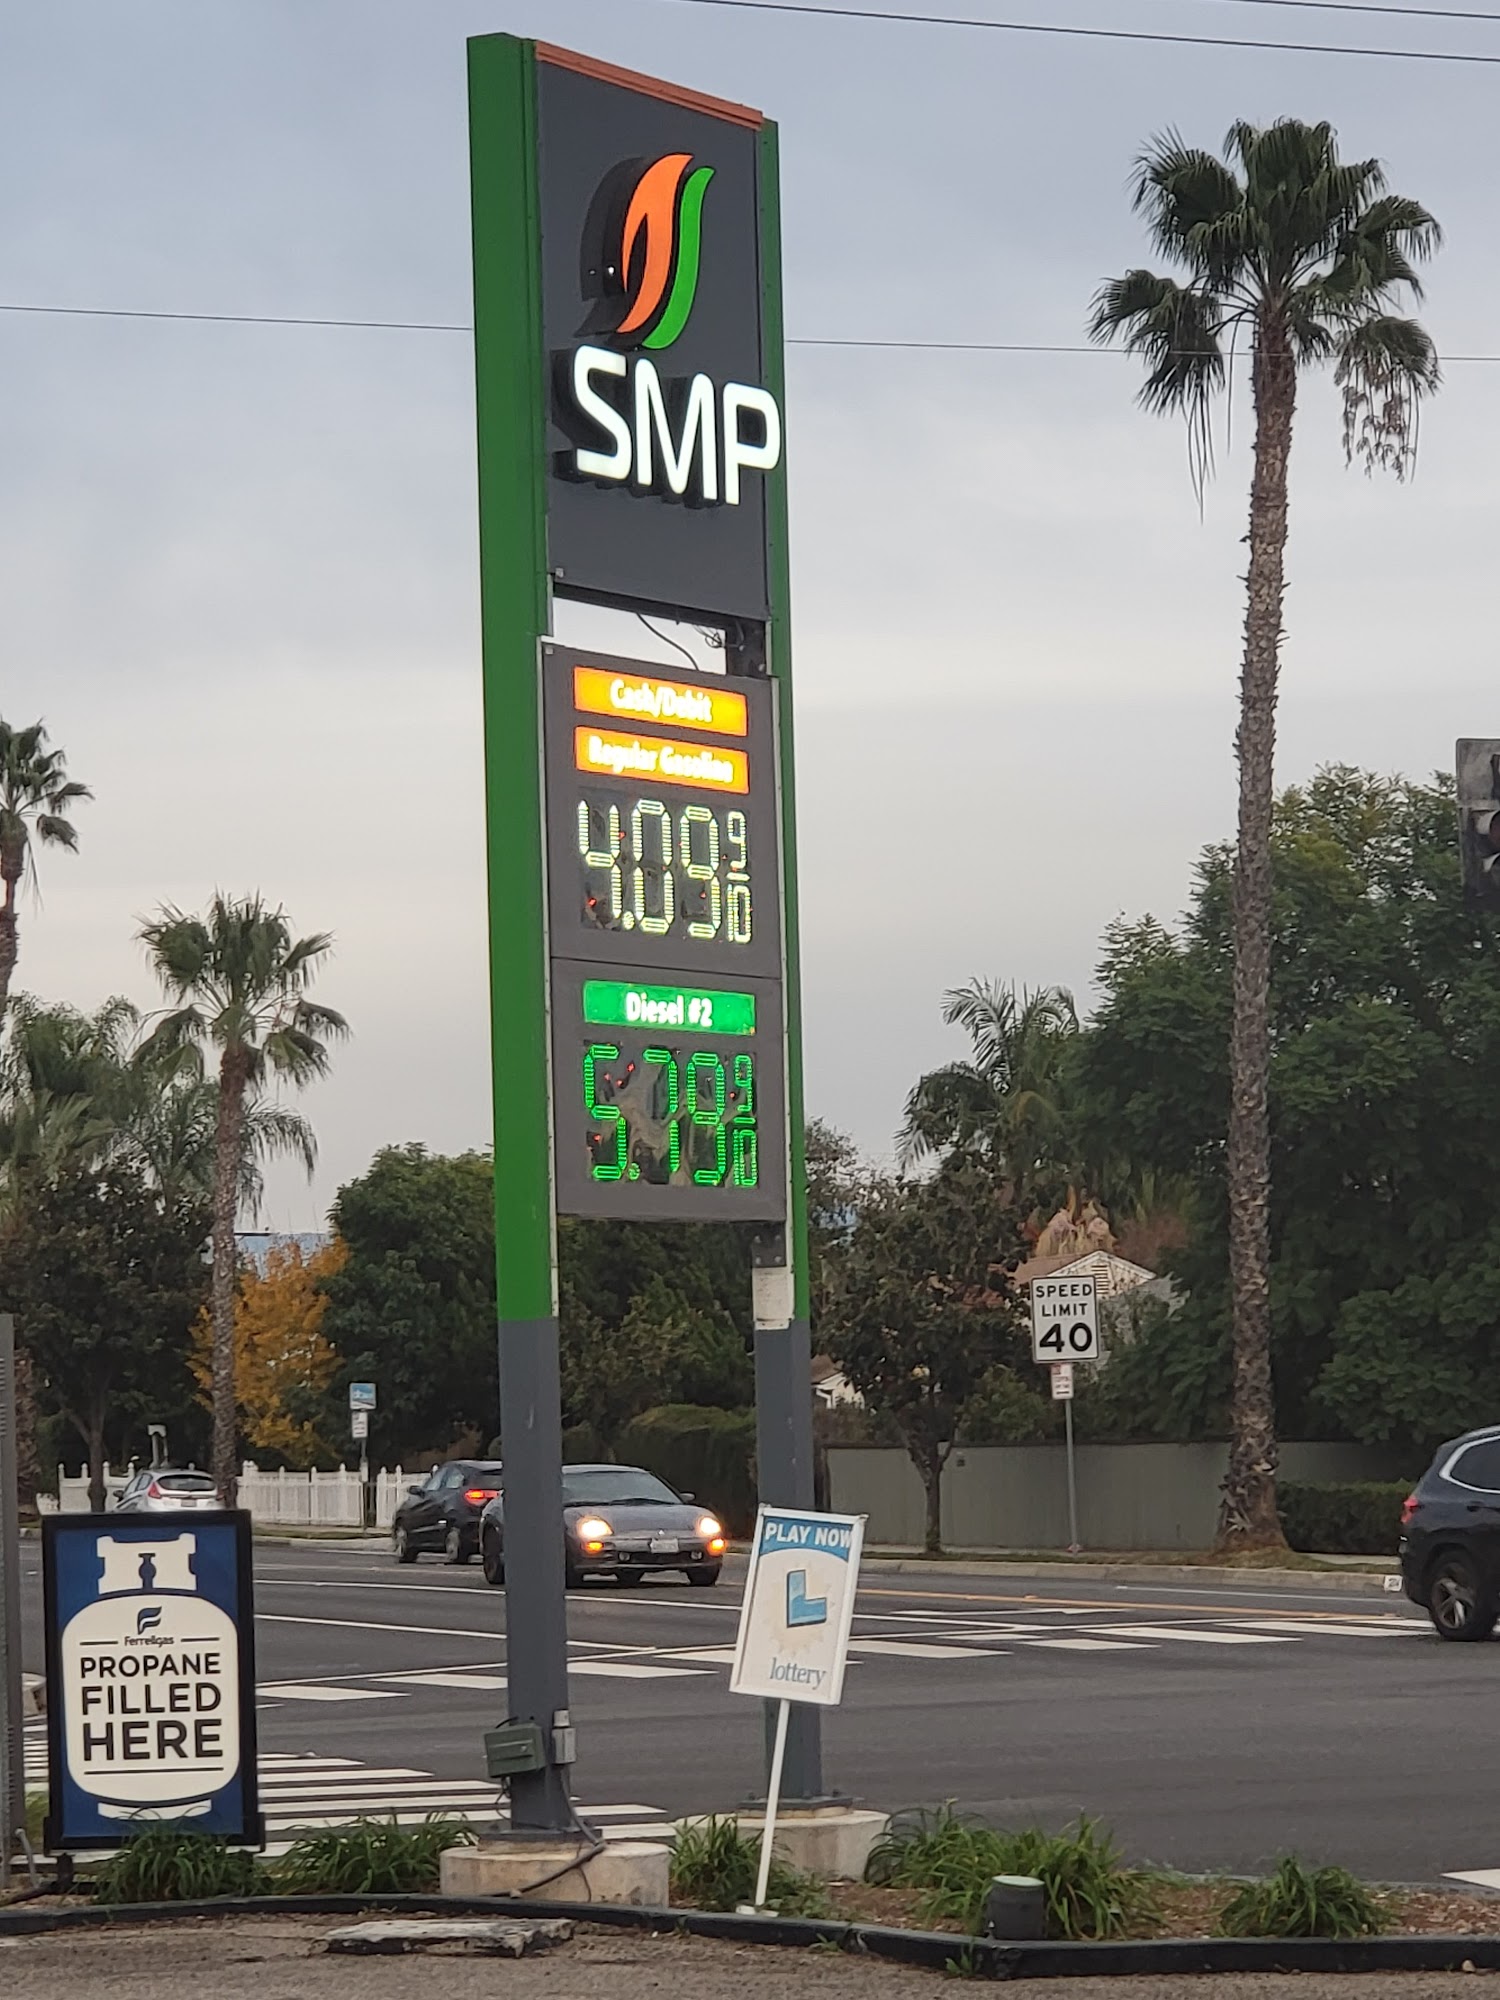 SMP
Cash/Debit
Regular Gasoline
4.09 9/10
Diesel #2
5.79 9/10
SPEED
LIMIT
40
PLAY NOW
lottery
Ferrellgas
PROPANE
FILLED
HERE